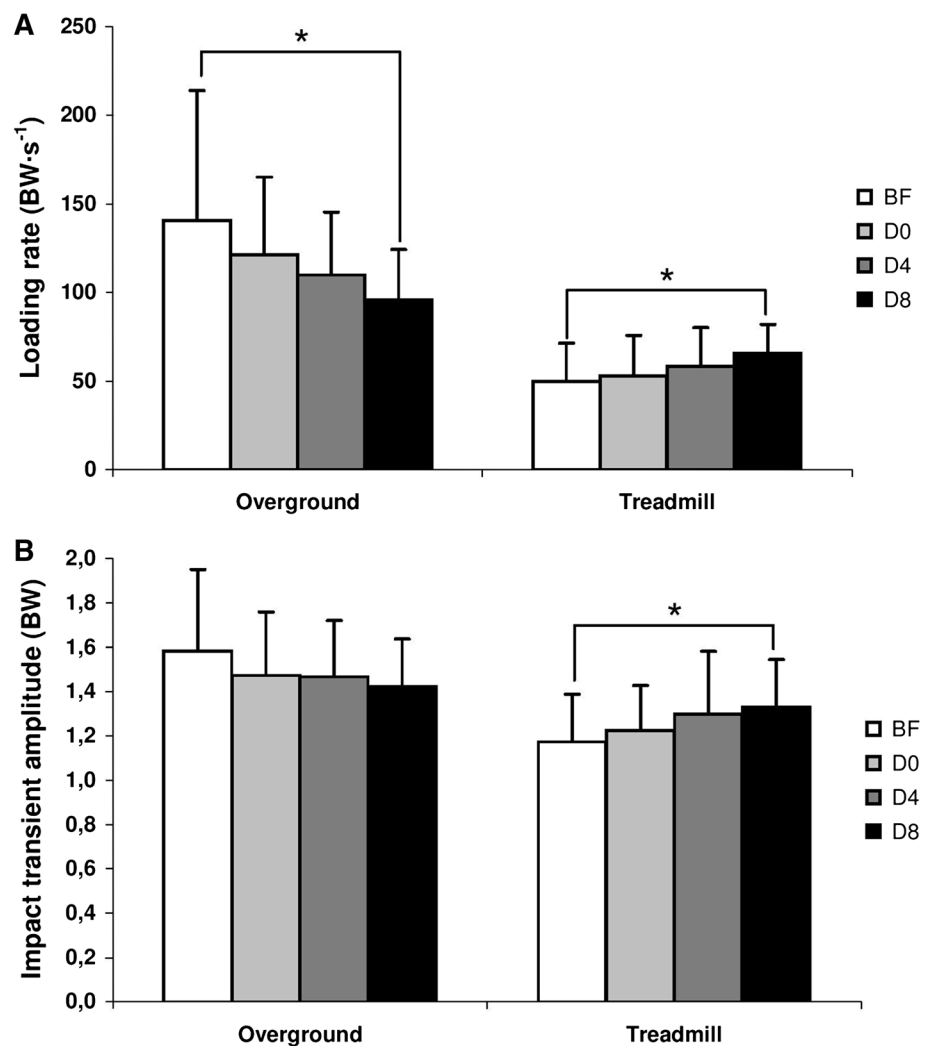 A
250
200
150
100
50
0
Loading rate (BW·s⁻¹)
*
*
BF
D0
D4
D8
Overground Treadmill
B
2,0
1,8
1,6
1,4
1,2
1,0
0,8
0,6
0,4
0,2
0,0
Impact transient amplitude (BW)
*
BF
D0
D4
D8
Overground Treadmill